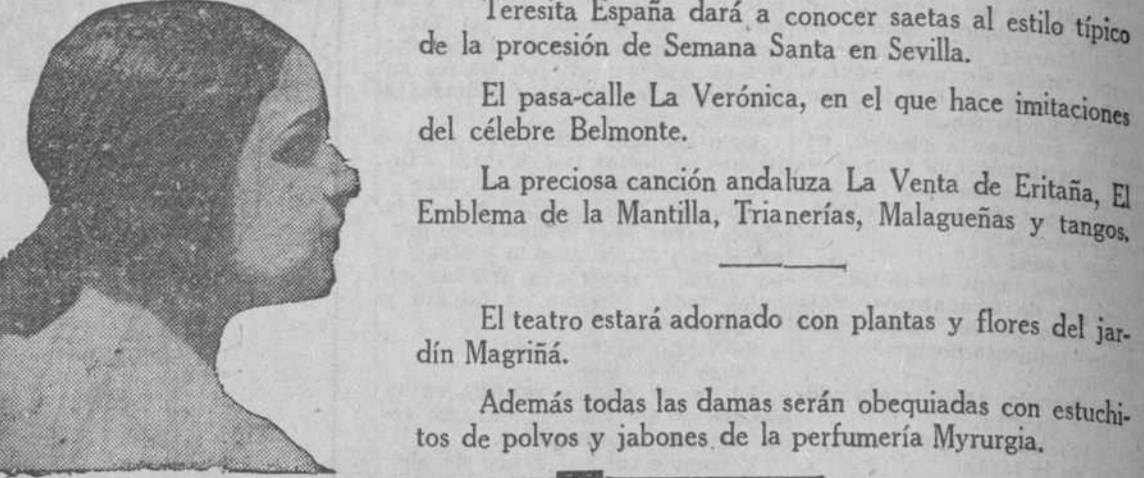 Teresita España dará a conocer saetas al estilo típico
de la procesión de Semana Santa en Sevilla.
El pasa-calle La Verónica, en el que hace imitaciones
del célebre Belmonte.
La preciosa canción andaluza La Venta de Eritaña, El
Emblema de la Mantilla, Trianerías, Malagueñas y tangos.
El teatro estará adornado con plantas y flores del jar-
dín Magriñá.
Además todas las damas serán obequiadas con estuchi-
tos de polvos y jabones de la perfumería Myrurgia.